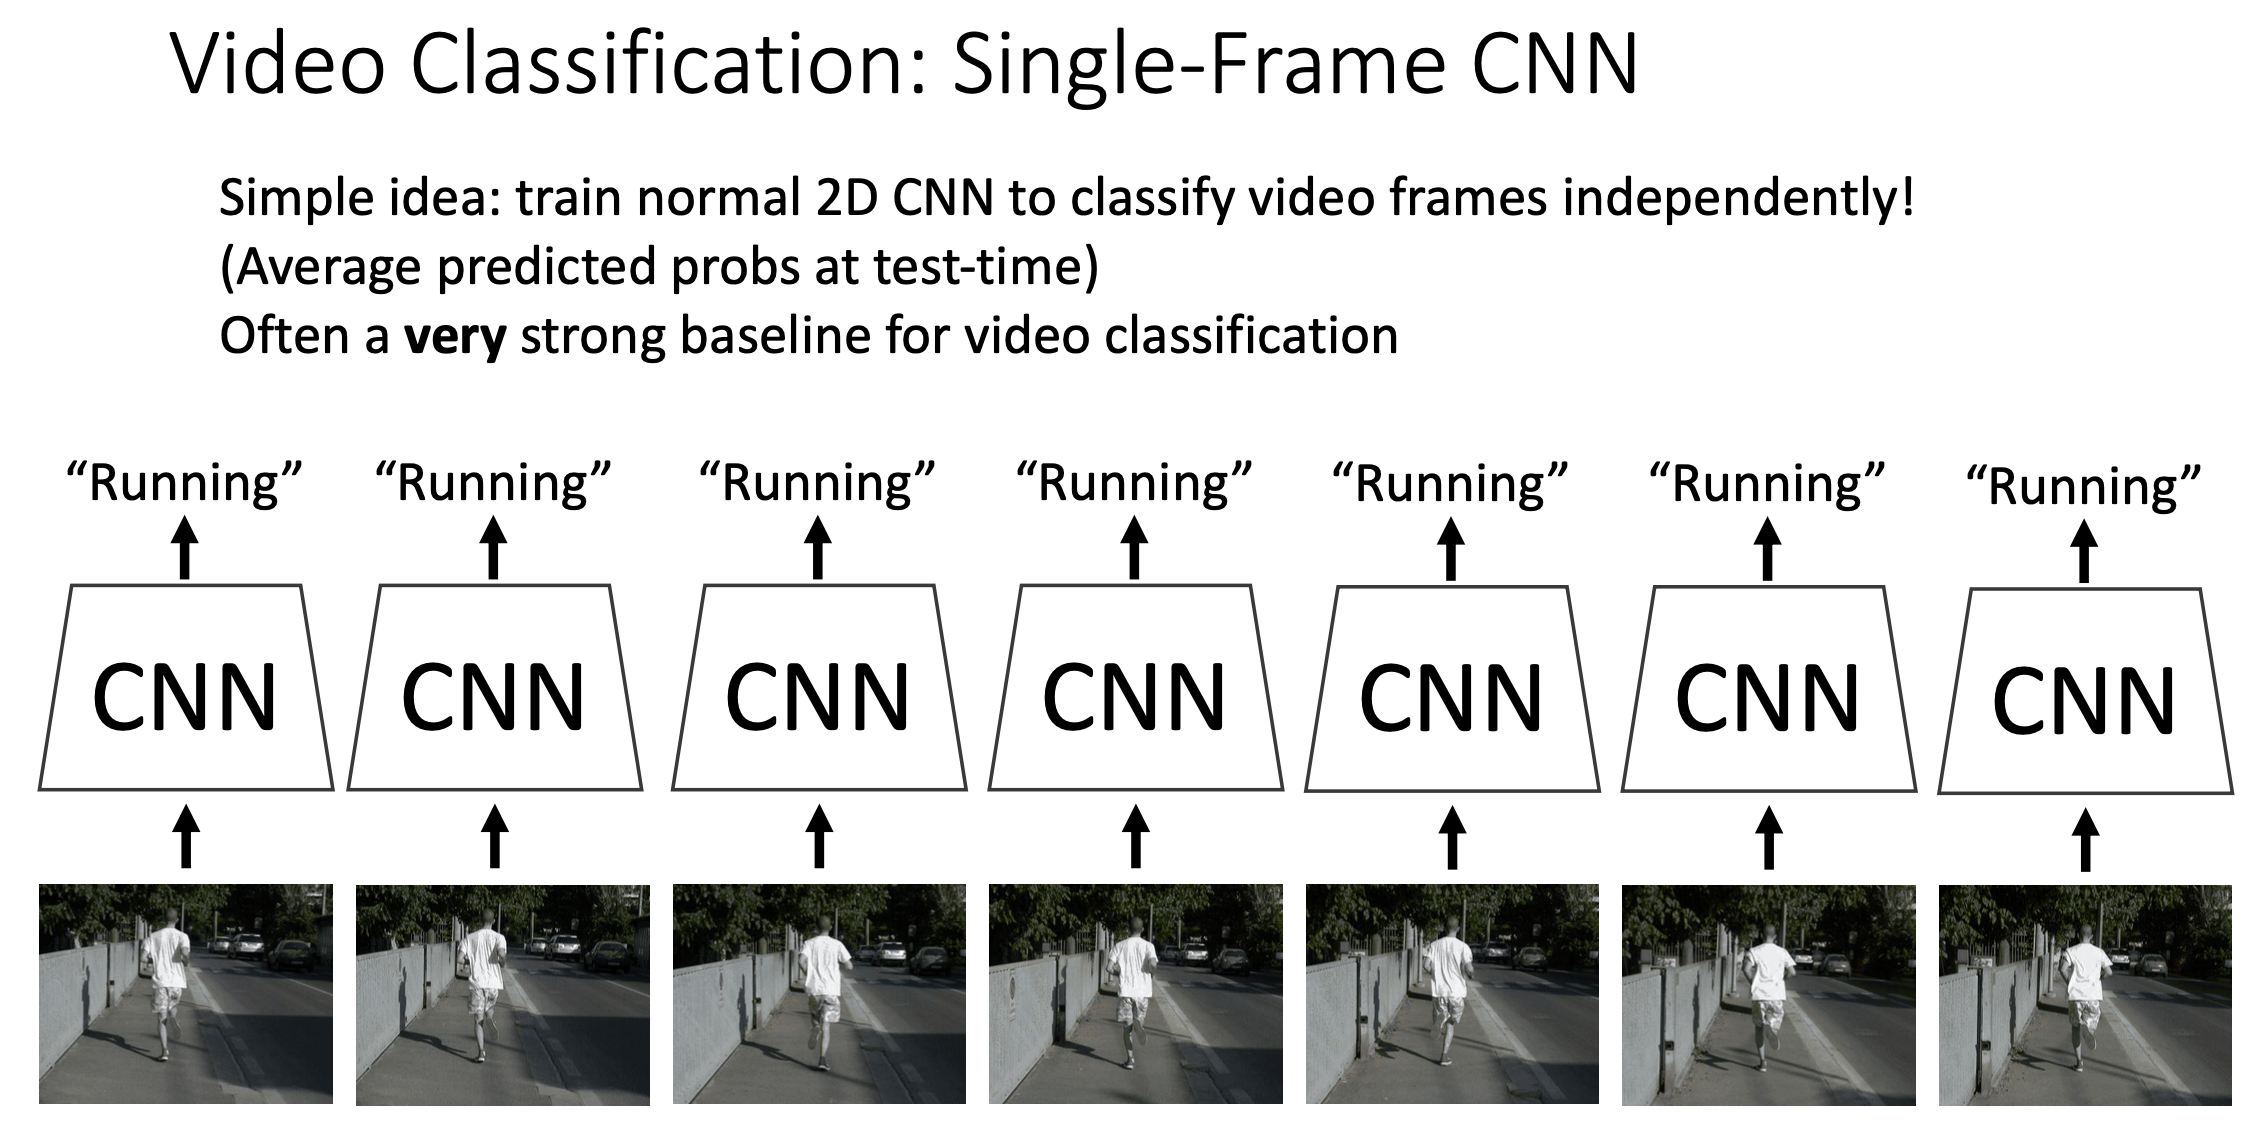 Video Classification: Single-Frame CNN
Simple idea: train normal 2D CNN to classify video frames independently!
(Average predicted probs at test-time)
Often a very strong baseline for video classification
“Running” “Running” “Running” “Running” “Running” “Running” “Running”
CNN CNN CNN CNN CNN CNN CNN